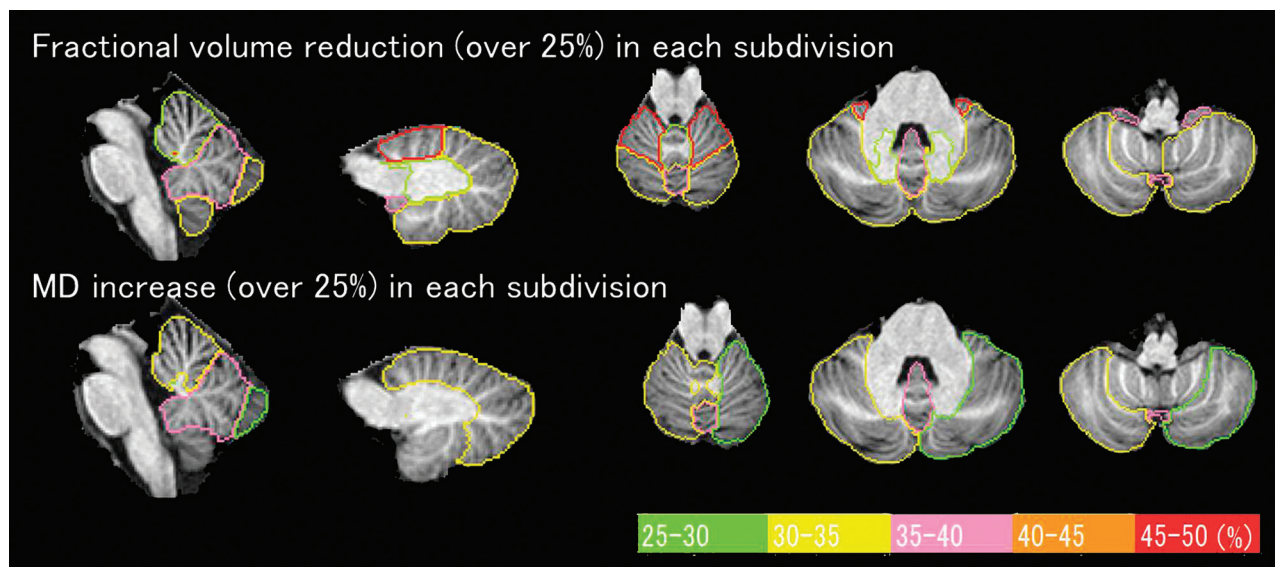 Fractional volume reduction (over 25%) in each subdivision
MD increase (over 25%) in each subdivision
25-30 30-35 35-40 40-45 45-50 (%)